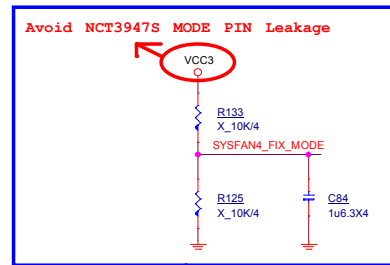 Avoid NCT3947S MODE PIN Leakage
VCC3
R133
X_10K/4
SYSFAN4_FIX_MODE
R125
X_10K/4
C84
1u6.3X4